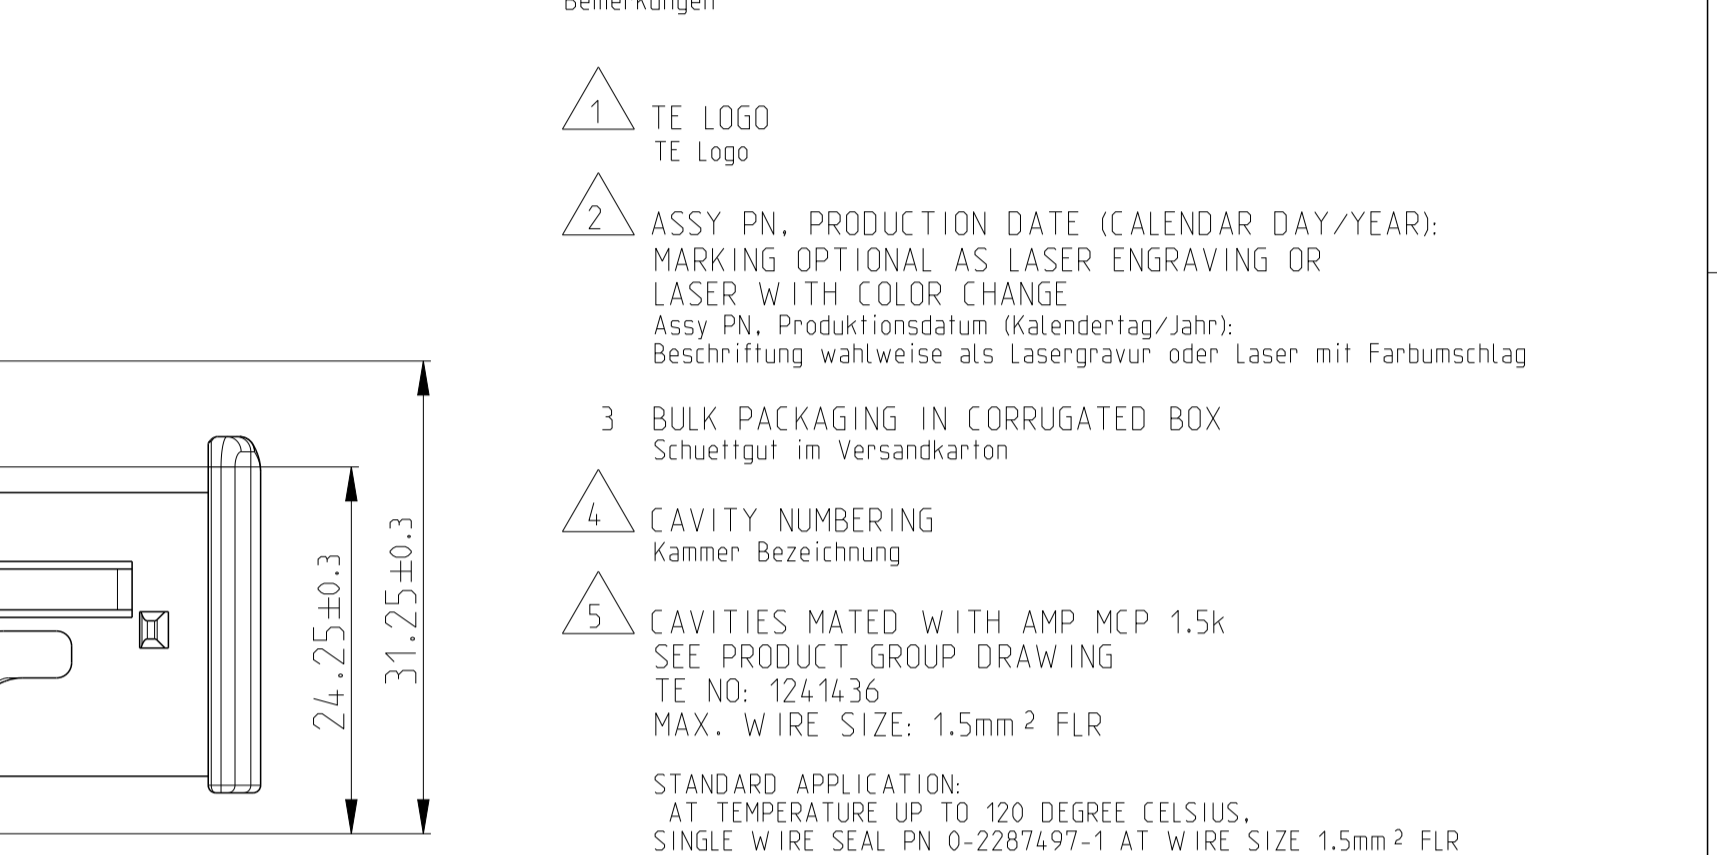 Bemerkungen
1 TE LOGO
TE Logo
2 ASSY PN, PRODUCTION DATE (CALENDAR DAY/YEAR):
MARKING OPTIONAL AS LASER ENGRAVING OR
LASER WITH COLOR CHANGE
Assy PN, Produktionsdatum (Kalendertag/Jahr):
Beschriftung wahlweise als Lasergravur oder Laser mit Farbumschlag
3 BULK PACKAGING IN CORRUGATED BOX
Schuettgut im Versandkarton
4 CAVITY NUMBERING
Kammer Bezeichnung
5 CAVITIES MATED WITH AMP MCP 1.5k
SEE PRODUCT GROUP DRAWING
TE NO: 1241436
MAX. WIRE SIZE: 1.5mm² FLR
STANDARD APPLICATION:
AT TEMPERATURE UP TO 120 DEGREE CELSIUS,
SINGLE WIRE SEAL PN 0-2287497-1 AT WIRE SIZE 1.5mm² FLR
24.25±0.3
31.25±0.3